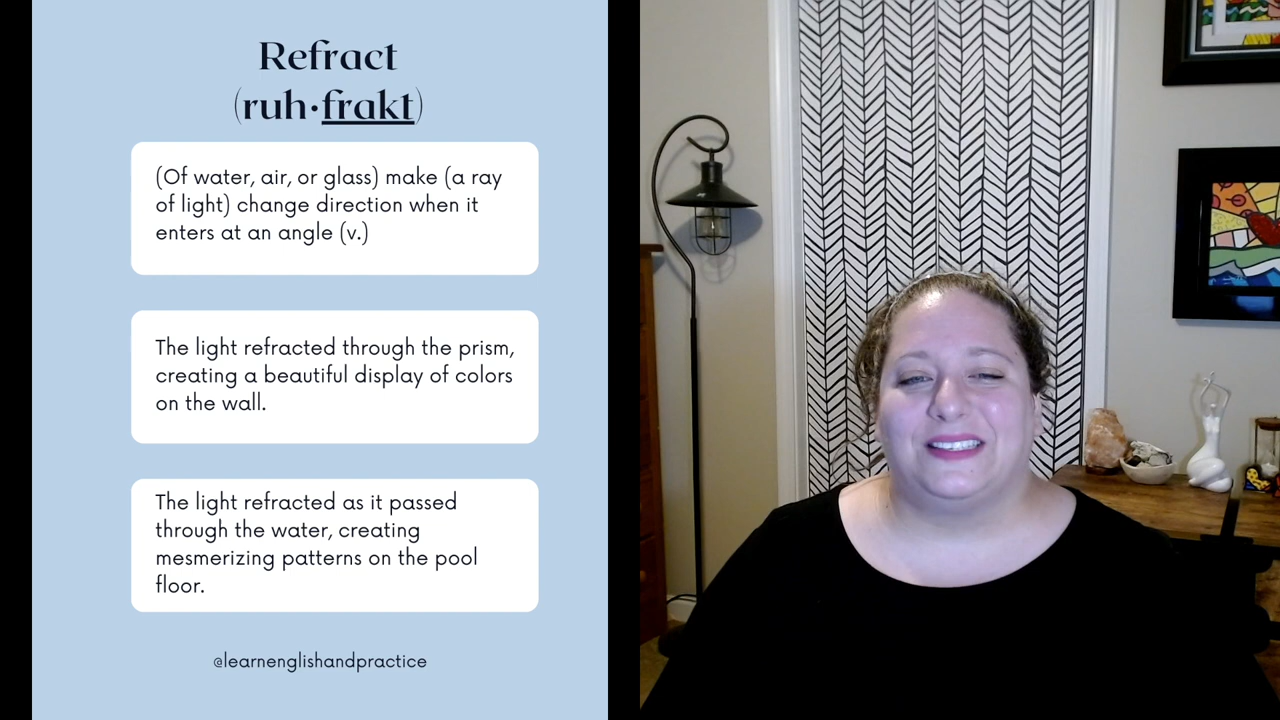 Refract
(ruh·frakt)
(Of water, air, or glass) make (a ray
of light) change direction when it
enters at an angle (v.)
The light refracted through the prism,
creating a beautiful display of colors
on the wall.
The light refracted as it passed
through the water, creating
mesmerizing patterns on the pool
floor.
@learnenglishandpractice